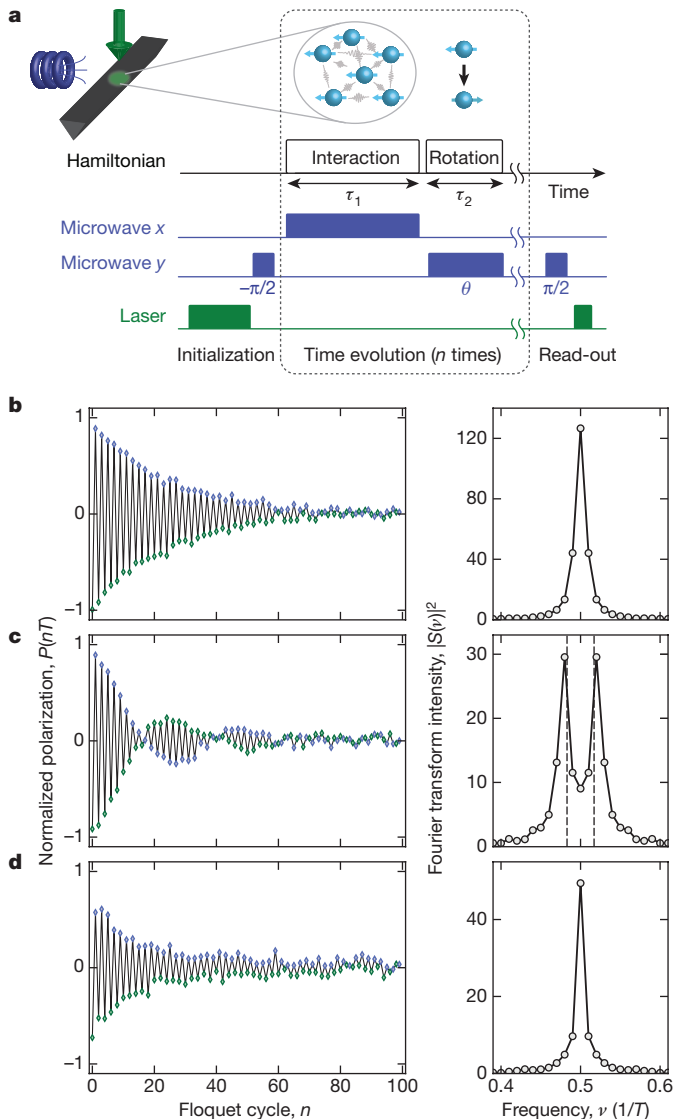 a
Hamiltonian
Interaction
Rotation
τ1
τ2
Time
Microwave x
Microwave y
−π/2
θ
π/2
Laser
Initialization
Time evolution (n times)
Read-out
b
1
0
−1
120
80
40
0
c
1
0
−1
30
20
10
0
d
1
0
−1
0
20
40
60
80
100
40
20
0
0.4
0.5
0.6
Normalized polarization, P(nT)
Fourier transform intensity, |S(ν)|²
Floquet cycle, n
Frequency, ν (1/T)